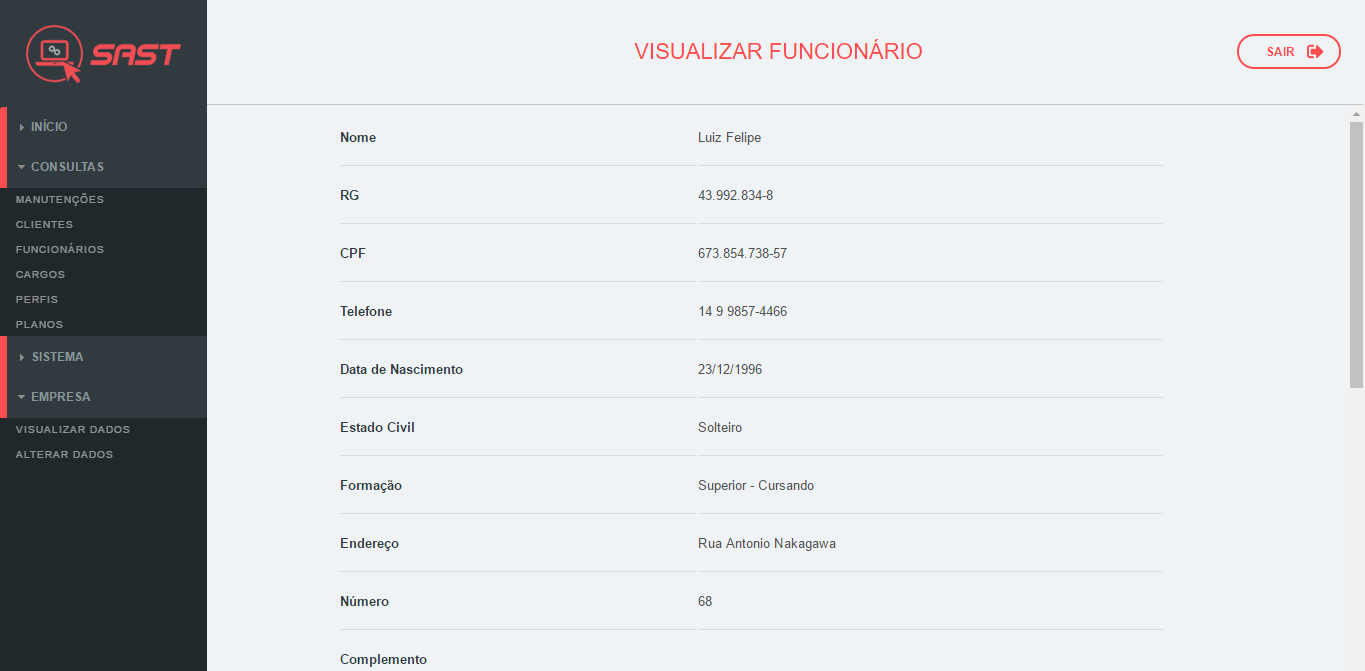 SAST
VISUALIZAR FUNCIONÁRIO
SAIR
INÍCIO
CONSULTAS
MANUTENÇÕES
CLIENTES
FUNCIONÁRIOS
CARGOS
PERFIS
PLANOS
SISTEMA
EMPRESA
VISUALIZAR DADOS
ALTERAR DADOS
Nome Luiz Felipe
RG 43.992.834-8
CPF 673.854.738-57
Telefone 14 9 9857-4466
Data de Nascimento 23/12/1996
Estado Civil Solteiro
Formação Superior - Cursando
Endereço Rua Antonio Nakagawa
Número 68
Complemento